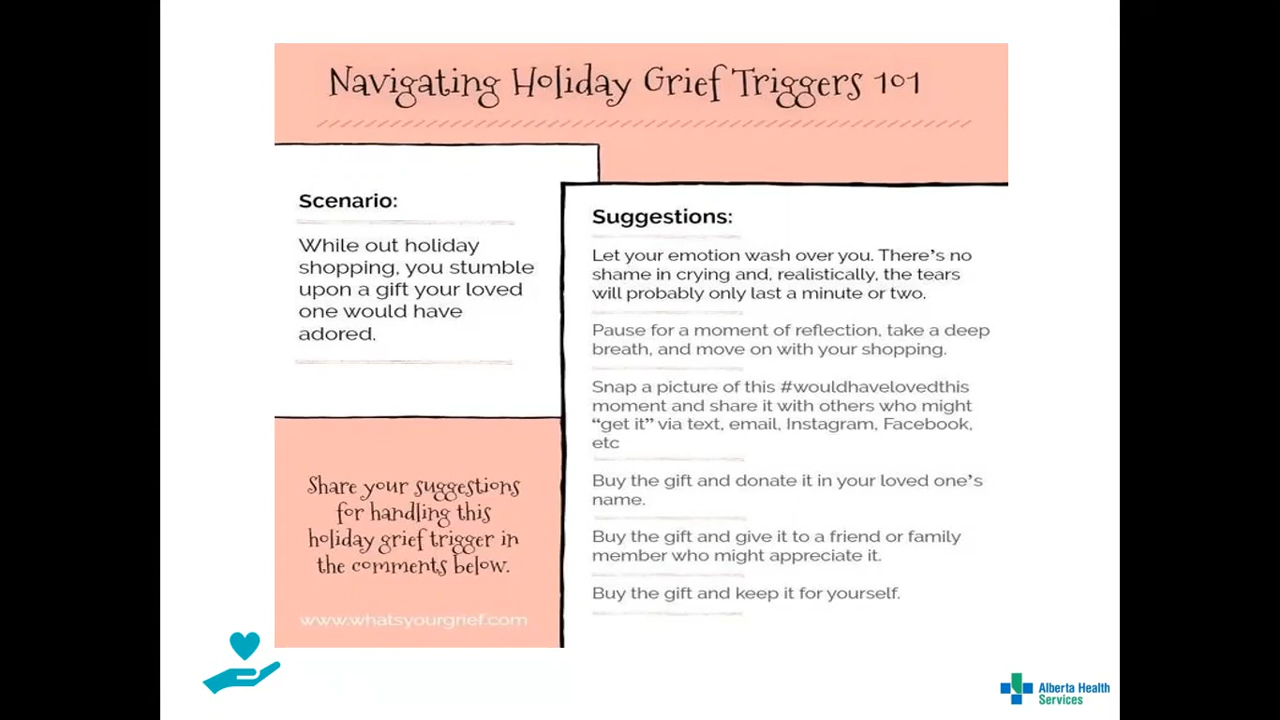 Navigating Holiday Grief Triggers 101
Scenario:
While out holiday
shopping, you stumble
upon a gift your loved
one would have
adored.
Suggestions:
Let your emotion wash over you. There's no
shame in crying and, realistically, the tears
will probably only last a minute or two.
Pause for a moment of reflection, take a deep
breath, and move on with your shopping.
Snap a picture of this #wouldhavelovedthis
moment and share it with others who might
“get it” via text, email, Instagram, Facebook,
etc
Buy the gift and donate it in your loved one's
name.
Buy the gift and give it to a friend or family
member who might appreciate it.
Buy the gift and keep it for yourself.
Share your suggestions
for handling this
holiday grief trigger in
the comments below.
www.whatsyourgrief.com
Alberta Health
Services